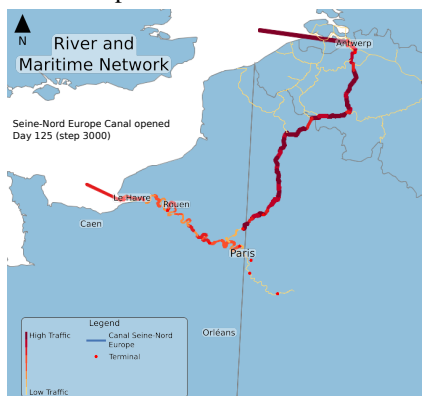 N
River and
Maritime Network
Antwerp
Seine-Nord Europe Canal opened
Day 125 (step 3000)
Le Havre
Rouen
Caen
Paris
Orléans
Legend
High Traffic
Canal Seine-Nord
Europe
Terminal
Low Traffic